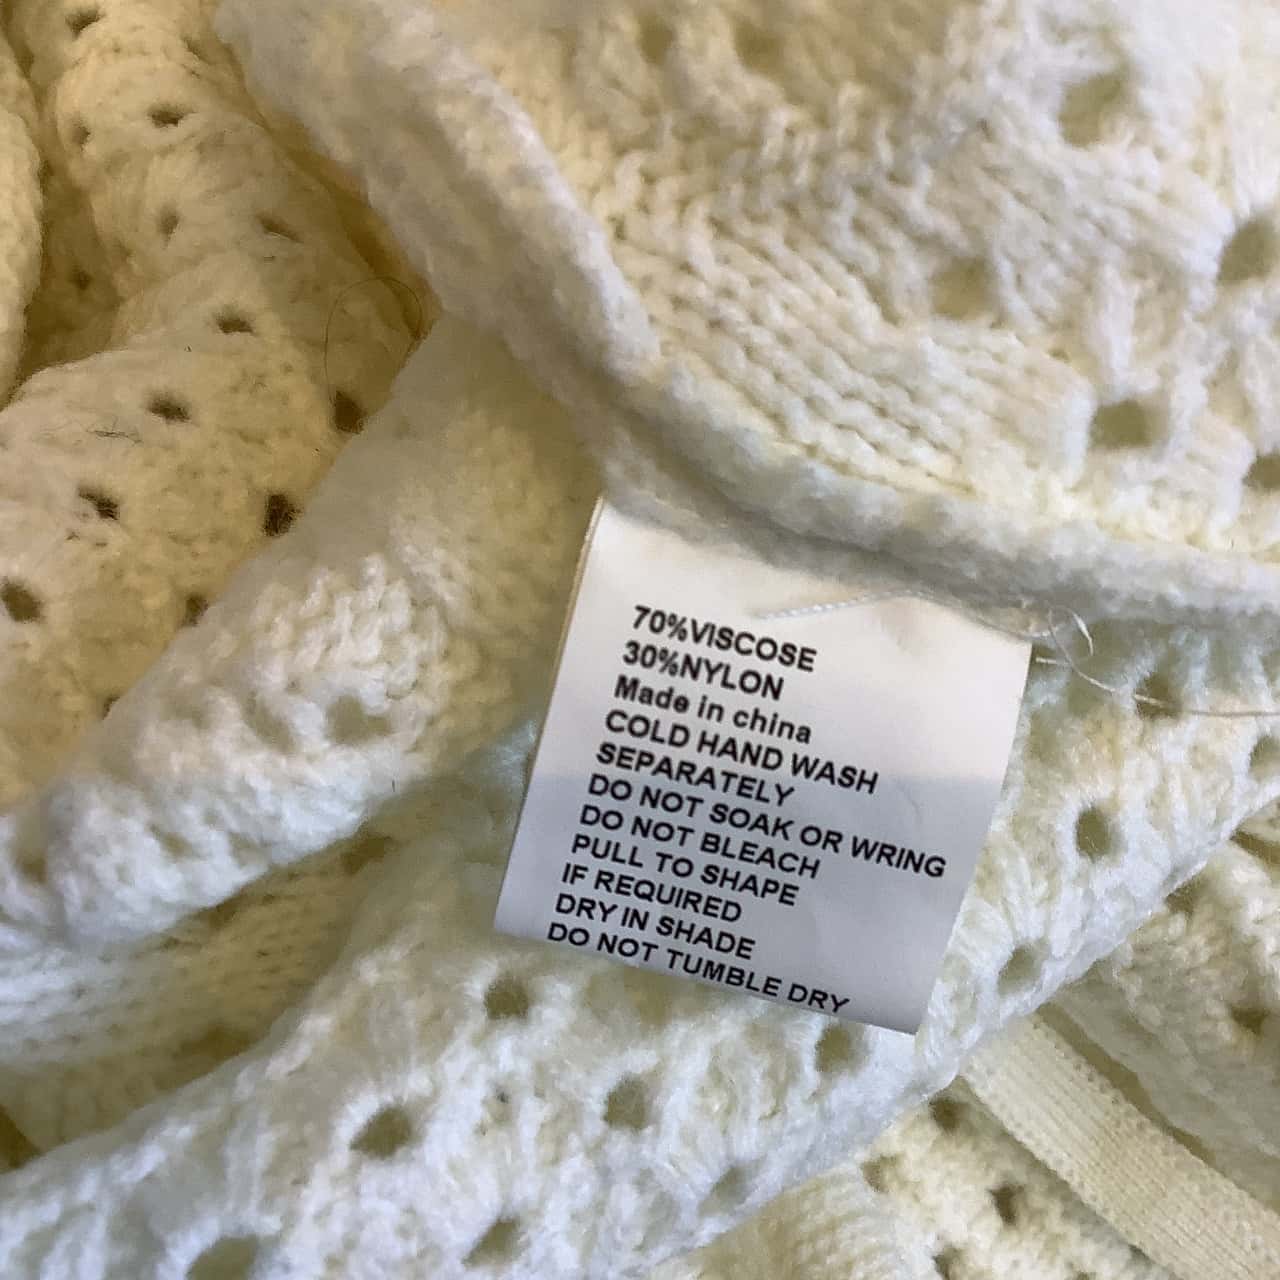 70%VISCOSE
30%NYLON
Made in china
COLD HAND WASH
SEPARATELY
DO NOT SOAK OR WRING
DO NOT BLEACH
PULL TO SHAPE
IF REQUIRED
DRY IN SHADE
DO NOT TUMBLE DRY